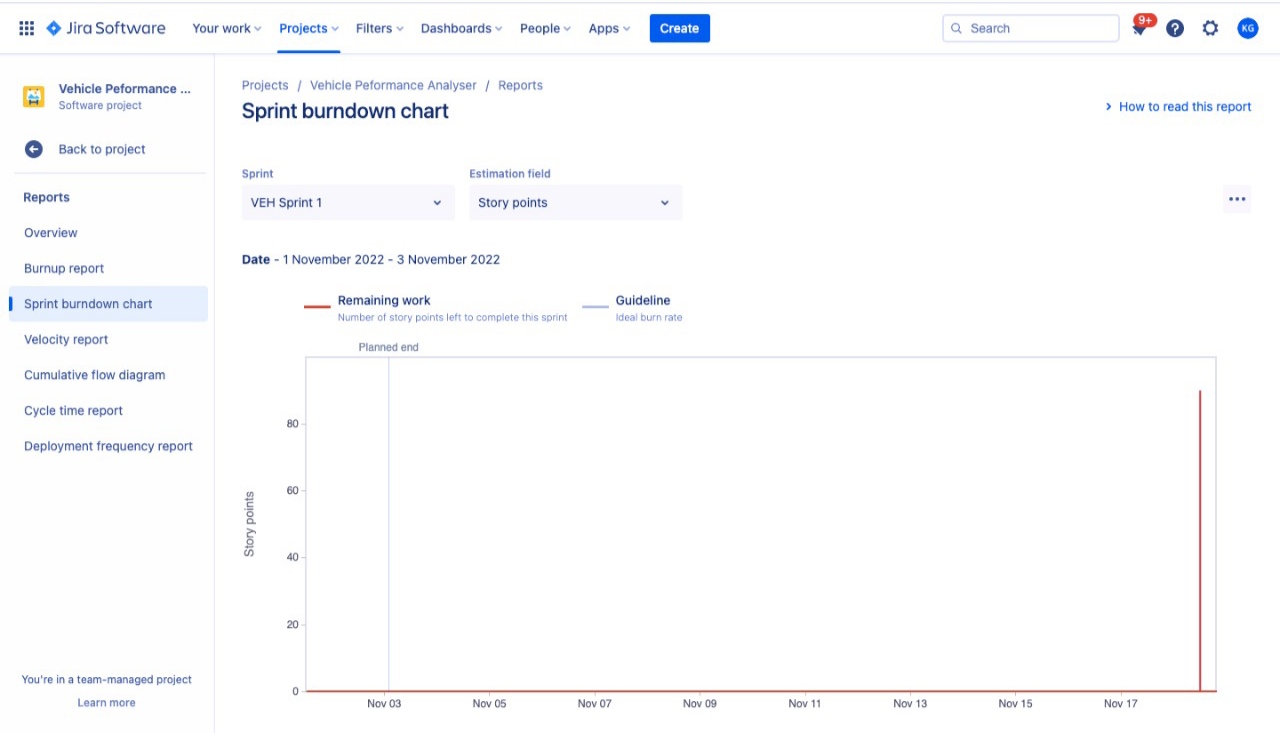 Jira Software Your work Projects Filters Dashboards People Apps Create Search 9+ ? KG
Vehicle Peformance ...
Software project
Back to project
Reports
Overview
Burnup report
Sprint burndown chart
Velocity report
Cumulative flow diagram
Cycle time report
Deployment frequency report
You're in a team-managed project
Learn more
Projects / Vehicle Peformance Analyser / Reports
Sprint burndown chart
How to read this report
Sprint Estimation field
VEH Sprint 1 Story points
Date - 1 November 2022 - 3 November 2022
Remaining work Guideline
Number of story points left to complete this sprint Ideal burn rate
Planned end
Story points
80
60
40
20
0
Nov 03 Nov 05 Nov 07 Nov 09 Nov 11 Nov 13 Nov 15 Nov 17